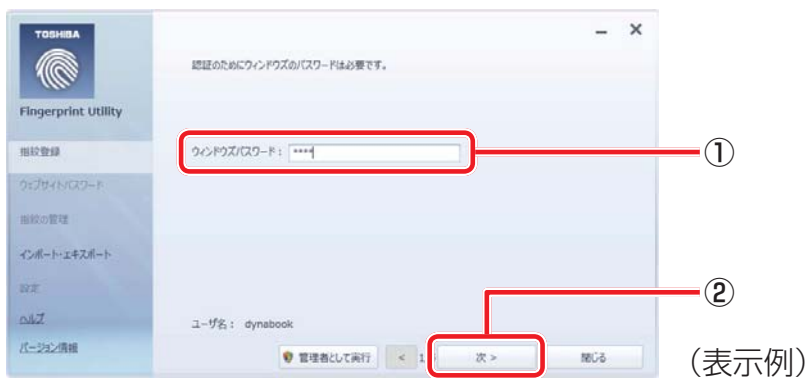 TOSHIBA
Fingerprint Utility
指紋登録
ウェブサイトパスワード
指紋の管理
インポート・エキスポート
設定
ヘルプ
バージョン情報
認証のためにウィンドウズのパスワードは必要です。
ウィンドウズパスワード： ****
①
ユーザ名： dynabook
管理者として実行 < 1 次 > 閉じる
②
（表示例）